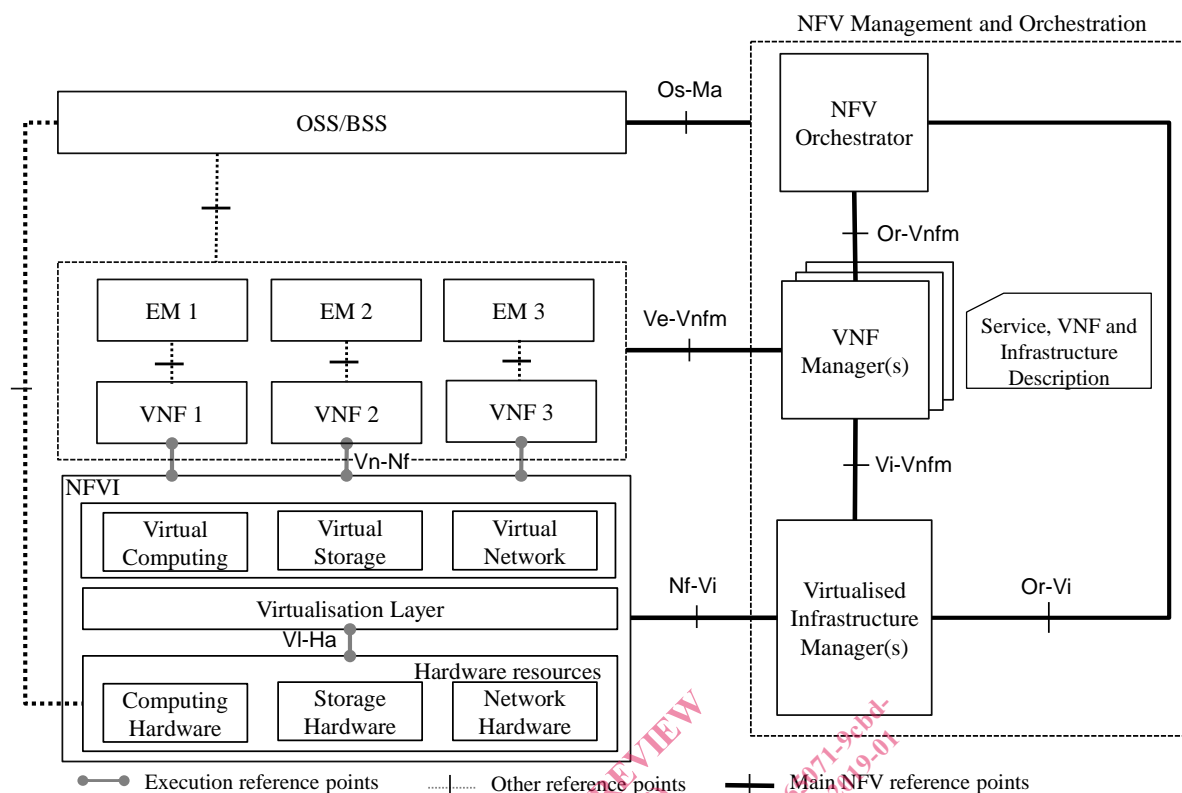 NFV Management and Orchestration
Os-Ma
OSS/BSS
NFV
Orchestrator
Or-Vnfm
EM 1
EM 2
EM 3
Ve-Vnfm
VNF
Manager(s)
Service, VNF and
Infrastructure
Description
VNF 1
VNF 2
VNF 3
Vn-Nf
Vi-Vnfm
NFVI
Virtual
Computing
Virtual
Storage
Virtual
Network
Nf-Vi
Virtualised
Infrastructure
Manager(s)
Or-Vi
Virtualisation Layer
Vl-Ha
Hardware resources
Computing
Hardware
Storage
Hardware
Network
Hardware
Execution reference points
Other reference points
Main NFV reference points
2019-01